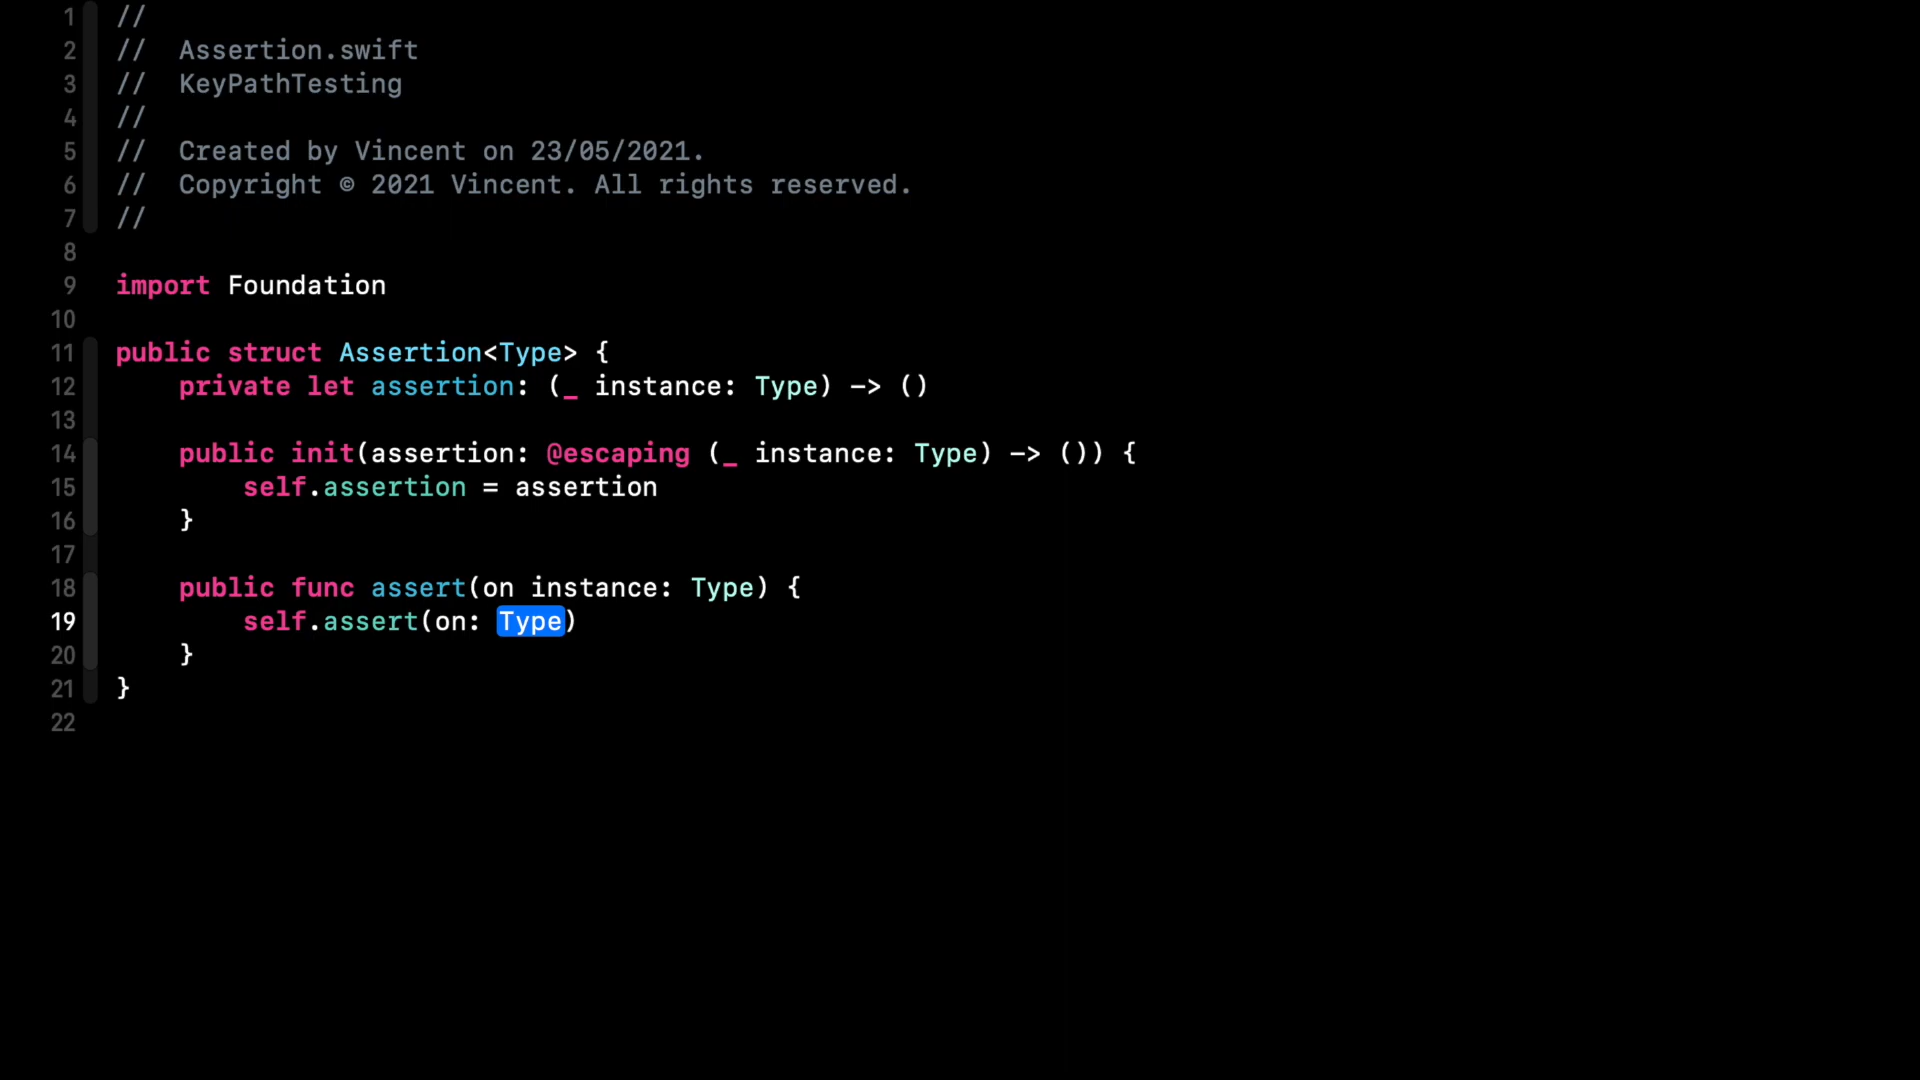 1 //
2 //  Assertion.swift
3 //  KeyPathTesting
4 //
5 //  Created by Vincent on 23/05/2021.
6 //  Copyright © 2021 Vincent. All rights reserved.
7 //
8
9 import Foundation
10
11 public struct Assertion<Type> {
12     private let assertion: (_ instance: Type) -> ()
13
14     public init(assertion: @escaping (_ instance: Type) -> ()) {
15         self.assertion = assertion
16     }
17
18     public func assert(on instance: Type) {
19         self.assert(on: Type)
20     }
21 }
22